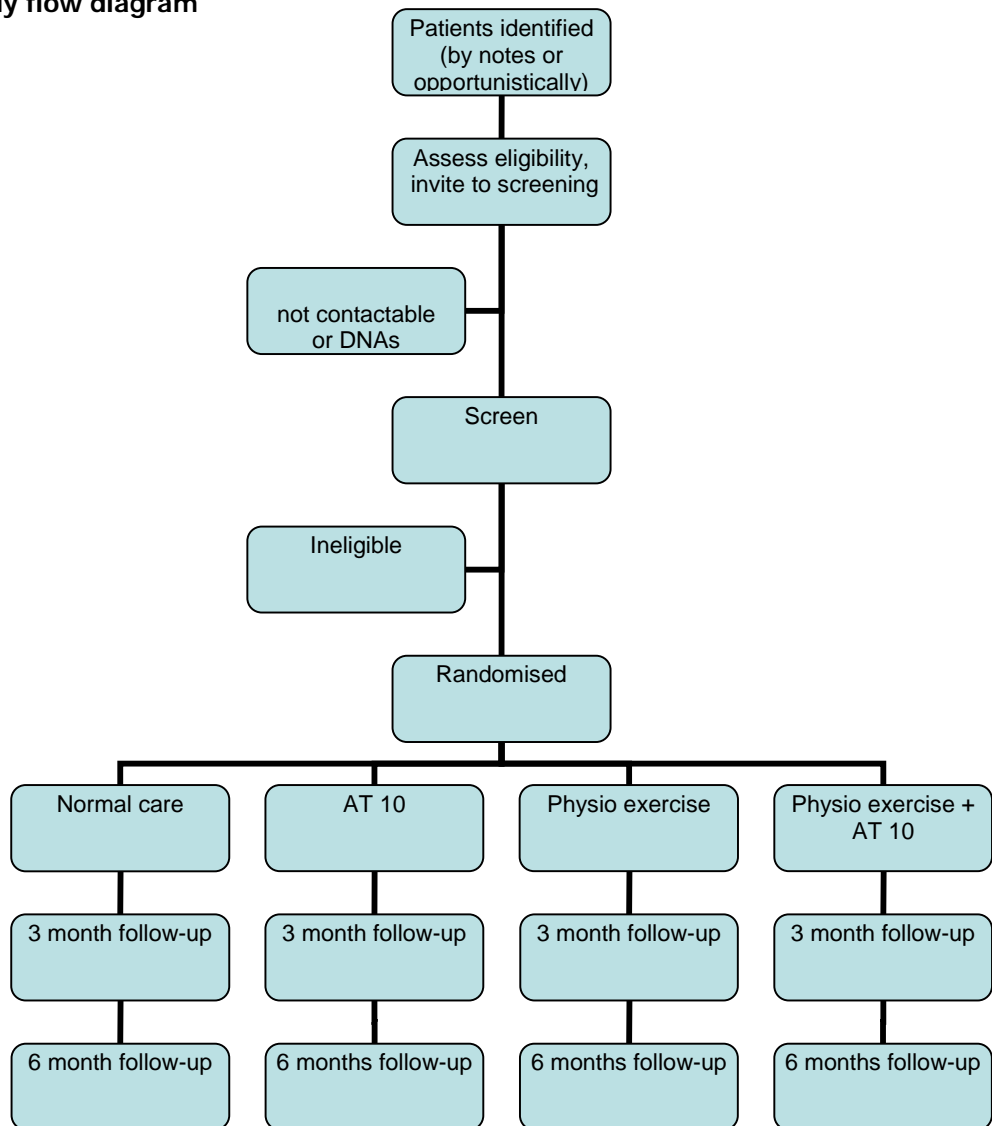 flow diagram
Patients identified
(by notes or
opportunistically)
Assess eligibility,
invite to screening
not contactable
or DNAs
Screen
Ineligible
Randomised
Normal care
AT 10
Physio exercise
Physio exercise +
AT 10
3 month follow-up
3 month follow-up
3 month follow-up
3 month follow-up
6 month follow-up
6 months follow-up
6 months follow-up
6 months follow-up